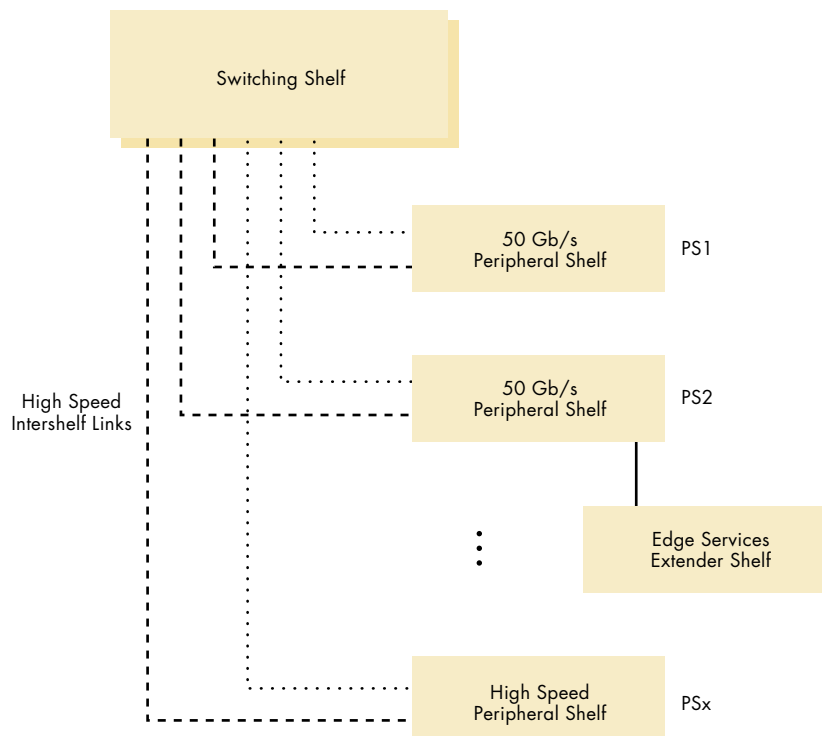 Switching Shelf
50 Gb/s
Peripheral Shelf
PS1
50 Gb/s
Peripheral Shelf
PS2
High Speed
Intershelf Links
Edge Services
Extender Shelf
High Speed
Peripheral Shelf
PSx